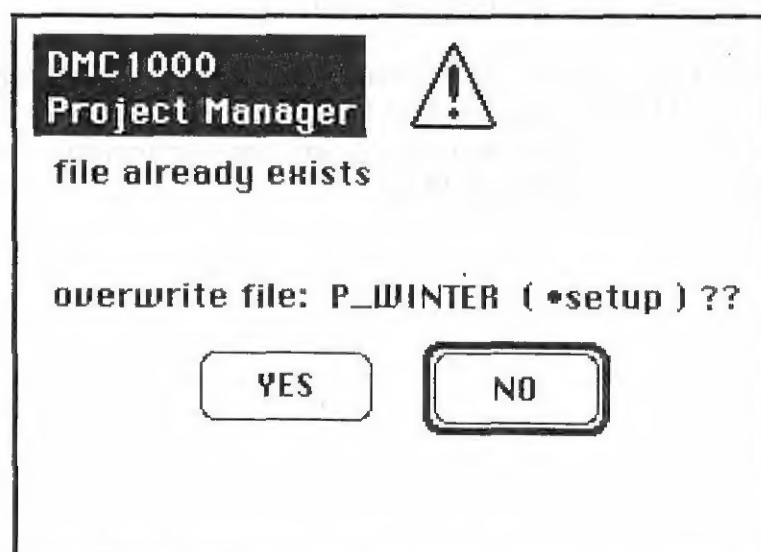 DMC1000
Project Manager
file already exists
overwrite file: P_WINTER ( •setup ) ??
YES
NO